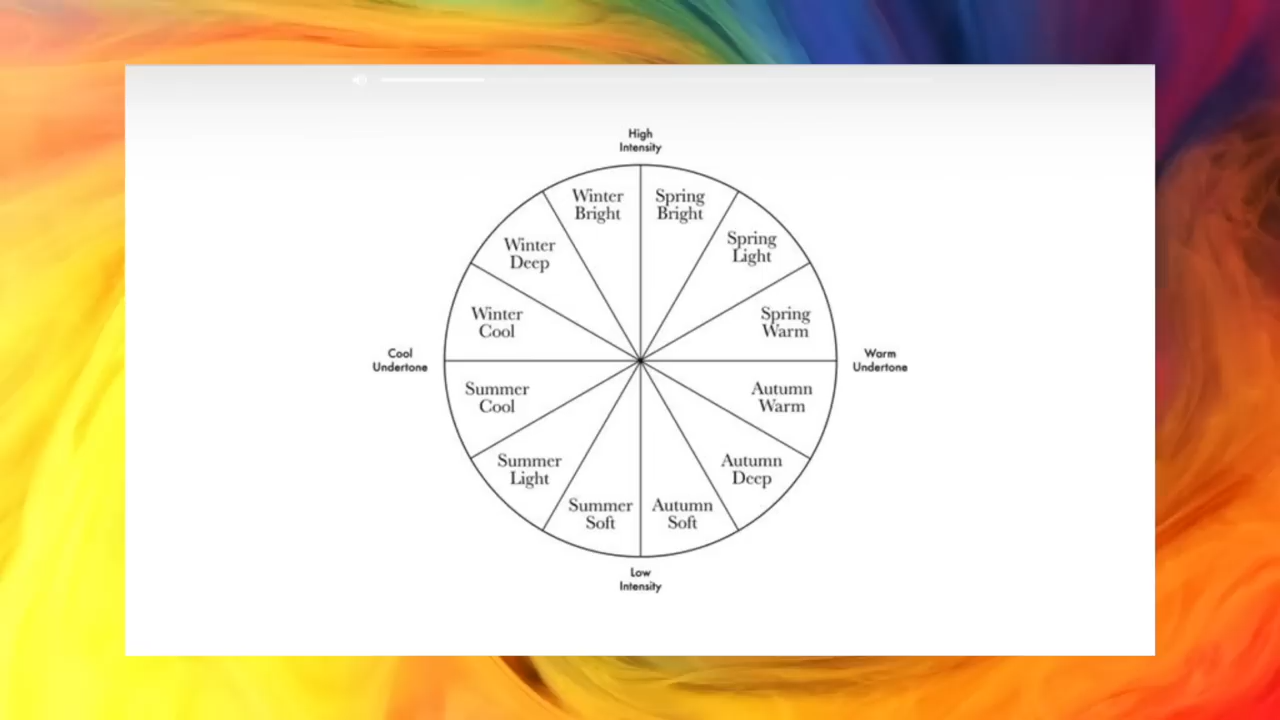 High
Intensity
Winter
Bright
Spring
Bright
Winter
Deep
Spring
Light
Winter
Cool
Spring
Warm
Cool
Undertone
Warm
Undertone
Summer
Cool
Autumn
Warm
Summer
Light
Autumn
Deep
Summer
Soft
Autumn
Soft
Low
Intensity